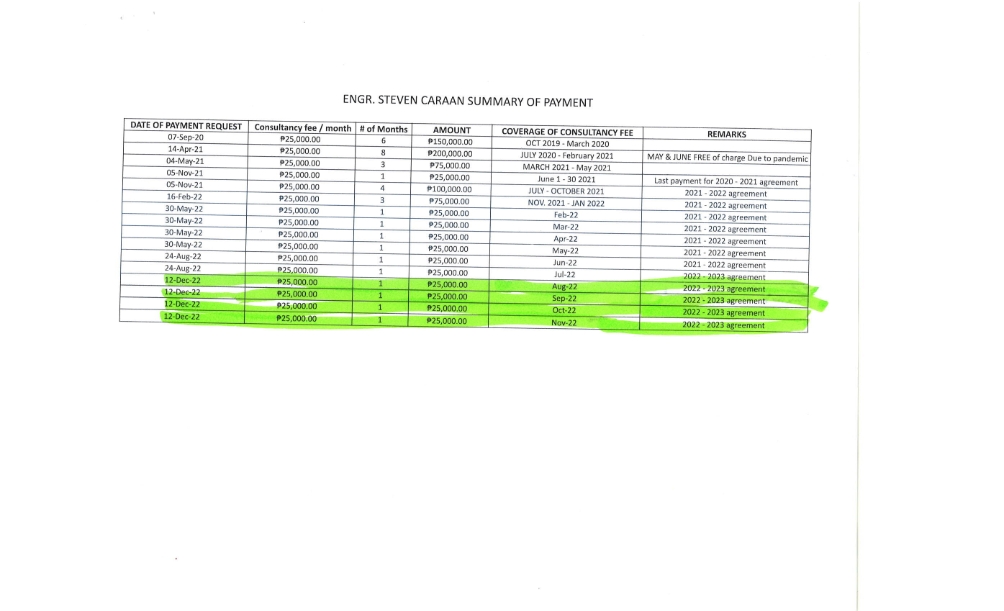 ENGR. STEVEN CARAAN SUMMARY OF PAYMENT
DATE OF PAYMENT REQUEST Consultancy fee / month # of Months AMOUNT COVERAGE OF CONSULTANCY FEE REMARKS
07-Sep-20 ₱25,000.00 6 ₱150,000.00 OCT 2019 - March 2020
14-Apr-21 ₱25,000.00 8 ₱200,000.00 JULY 2020 - February 2021 MAY & JUNE FREE of charge Due to pandemic
04-May-21 ₱25,000.00 3 ₱75,000.00 MARCH 2021 - May 2021
05-Nov-21 ₱25,000.00 1 ₱25,000.00 June 1 - 30 2021 Last payment for 2020 - 2021 agreement
05-Nov-21 ₱25,000.00 4 ₱100,000.00 JULY - OCTOBER 2021 2021 - 2022 agreement
16-Feb-22 ₱25,000.00 3 ₱75,000.00 NOV. 2021 - JAN 2022 2021 - 2022 agreement
30-May-22 ₱25,000.00 1 ₱25,000.00 Feb-22 2021 - 2022 agreement
30-May-22 ₱25,000.00 1 ₱25,000.00 Mar-22 2021 - 2022 agreement
30-May-22 ₱25,000.00 1 ₱25,000.00 Apr-22 2021 - 2022 agreement
30-May-22 ₱25,000.00 1 ₱25,000.00 May-22 2021 - 2022 agreement
24-Aug-22 ₱25,000.00 1 ₱25,000.00 Jun-22 2021 - 2022 agreement
24-Aug-22 ₱25,000.00 1 ₱25,000.00 Jul-22 2022 - 2023 agreement
12-Dec-22 ₱25,000.00 1 ₱25,000.00 Aug-22 2022 - 2023 agreement
12-Dec-22 ₱25,000.00 1 ₱25,000.00 Sep-22 2022 - 2023 agreement
12-Dec-22 ₱25,000.00 1 ₱25,000.00 Oct-22 2022 - 2023 agreement
12-Dec-22 ₱25,000.00 1 ₱25,000.00 Nov-22 2022 - 2023 agreement